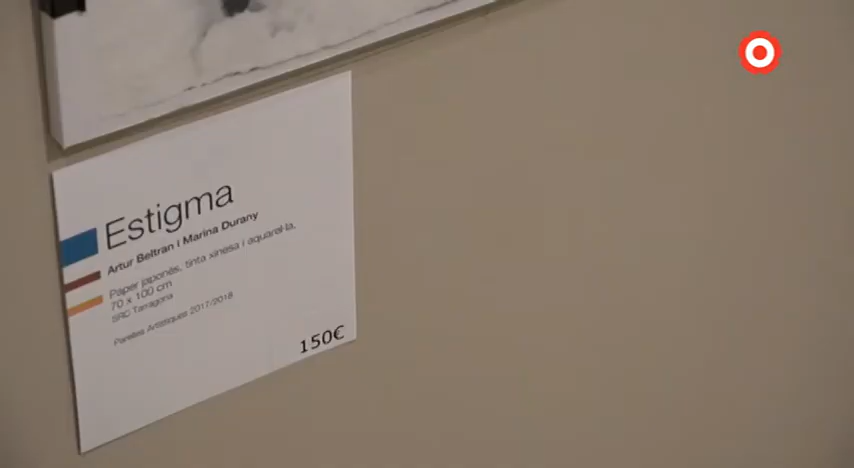 Estigma
Artur Beltran i Marina Durany
Paper japonès, tinta xinesa i aquarel·la.
70 x 100 cm
SRC Tarragona
Parelles Artístiques 2017/2018
150€